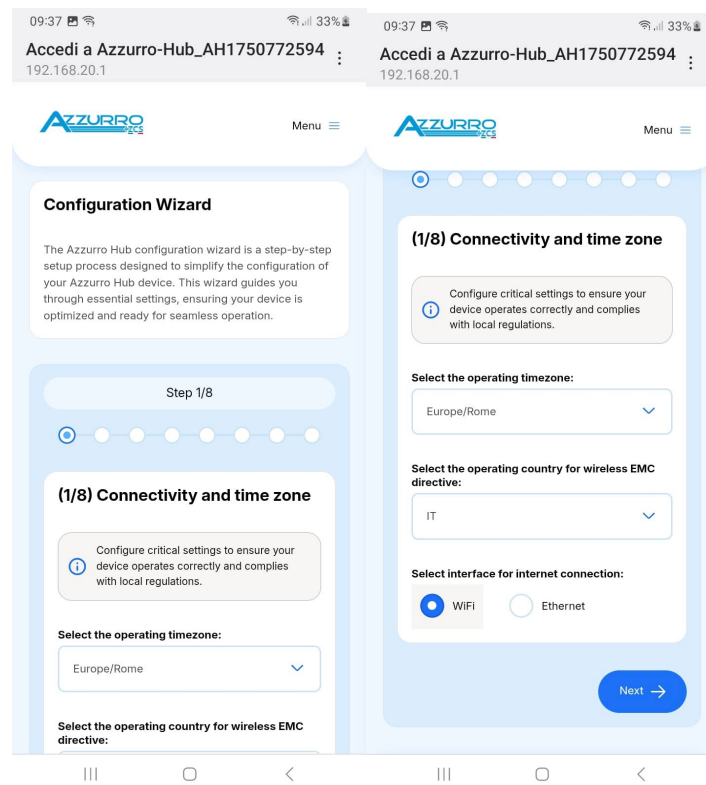 09:37 33%
Accedi a Azzurro-Hub_AH1750772594
192.168.20.1
AZZURRO
ZCS
Menu
Configuration Wizard
The Azzurro Hub configuration wizard is a step-by-step
setup process designed to simplify the configuration of
your Azzurro Hub device. This wizard guides you
through essential settings, ensuring your device is
optimized and ready for seamless operation.
Step 1/8
(1/8) Connectivity and time zone
Configure critical settings to ensure your
device operates correctly and complies
with local regulations.
Select the operating timezone:
Europe/Rome
Select the operating country for wireless EMC
directive:
09:37 33%
Accedi a Azzurro-Hub_AH1750772594
192.168.20.1
AZZURRO
ZCS
Menu
(1/8) Connectivity and time zone
Configure critical settings to ensure your
device operates correctly and complies
with local regulations.
Select the operating timezone:
Europe/Rome
Select the operating country for wireless EMC
directive:
IT
Select interface for internet connection:
WiFi Ethernet
Next